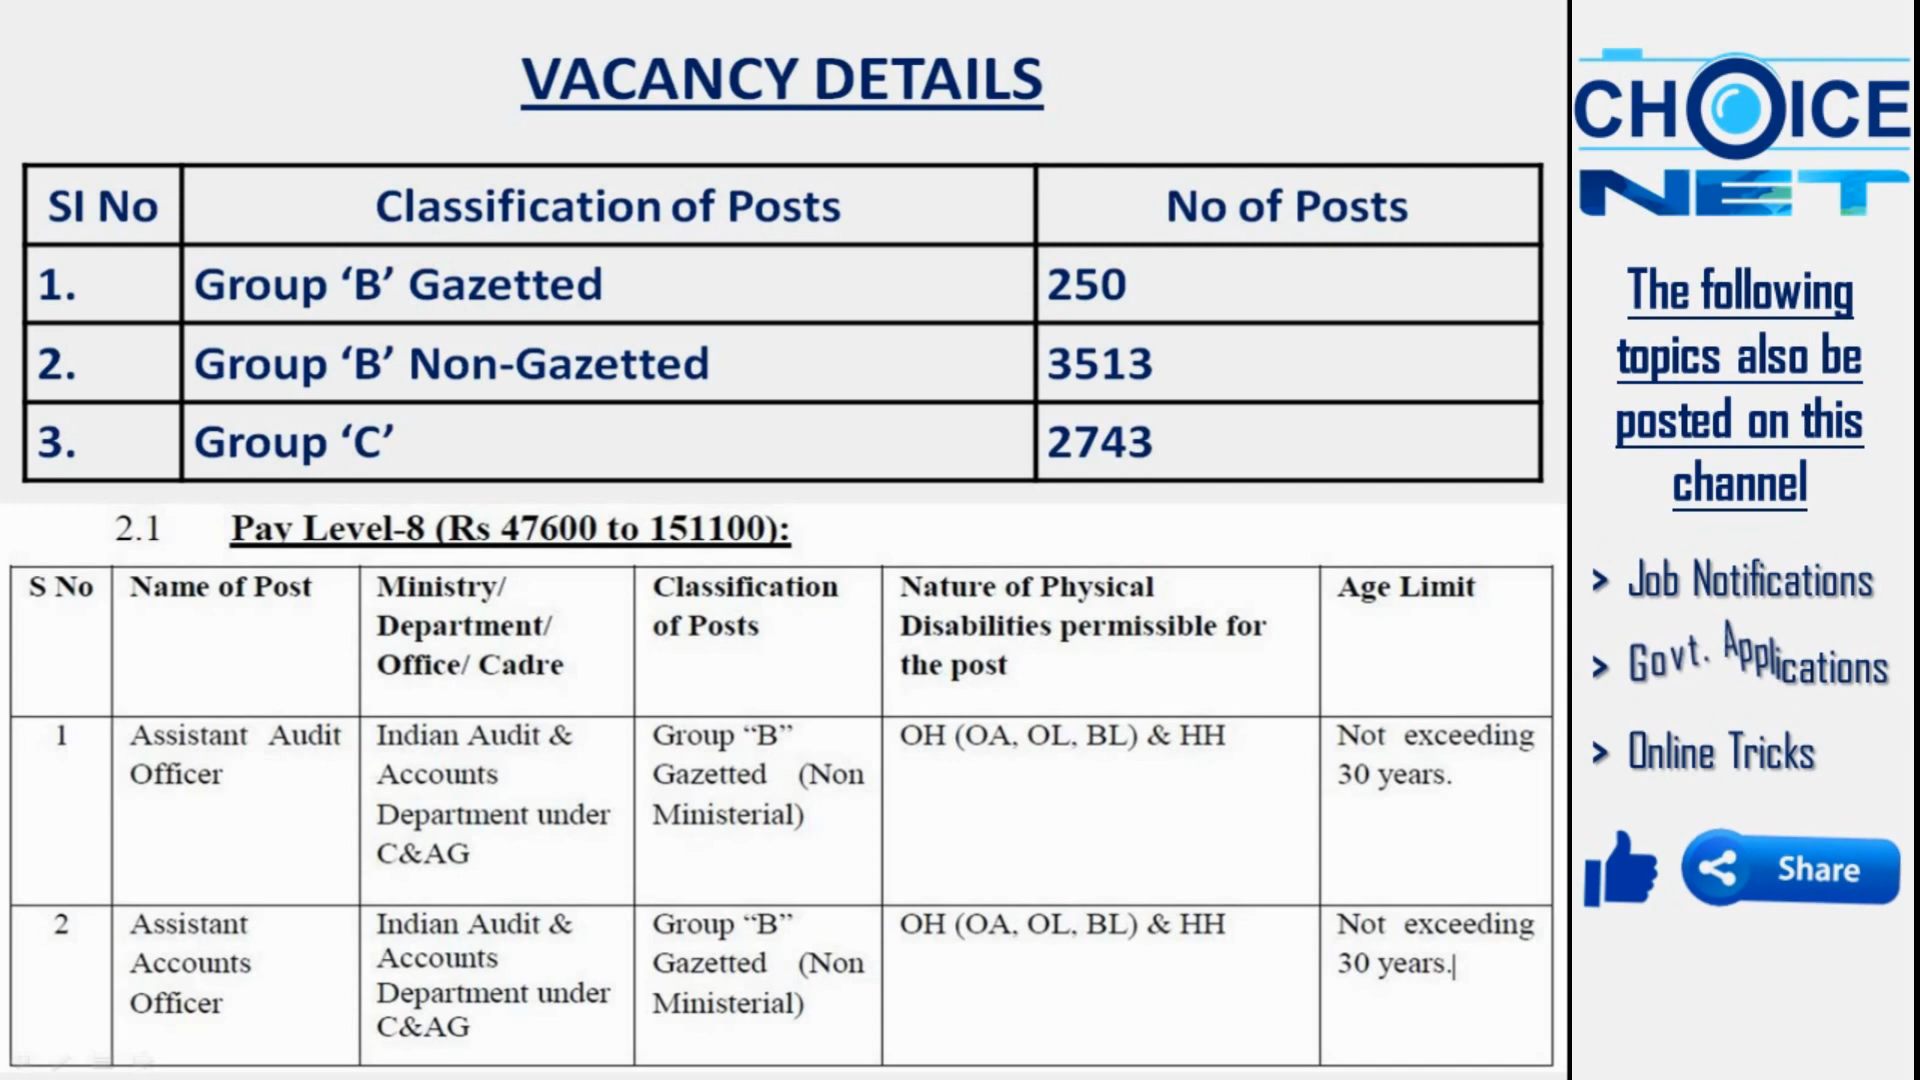 VACANCY DETAILS
SI No Classification of Posts No of Posts
1. Group ‘B’ Gazetted 250
2. Group ‘B’ Non-Gazetted 3513
3. Group ‘C’ 2743
2.1 Pay Level-8 (Rs 47600 to 151100):
S No Name of Post Ministry/ Classification Nature of Physical Age Limit
Department/ of Posts Disabilities permissible for
Office/ Cadre the post
1 Assistant Audit Indian Audit & Group “B” OH (OA, OL, BL) & HH Not exceeding
Officer Accounts Gazetted (Non 30 years.
Department under Ministerial)
C&AG
2 Assistant Indian Audit & Group “B” OH (OA, OL, BL) & HH Not exceeding
Accounts Accounts Gazetted (Non 30 years.
Officer Department under Ministerial)
C&AG
CHOICE
NET
The following
topics also be
posted on this
channel
> Job Notifications
> Govt. Applications
> Online Tricks
Share